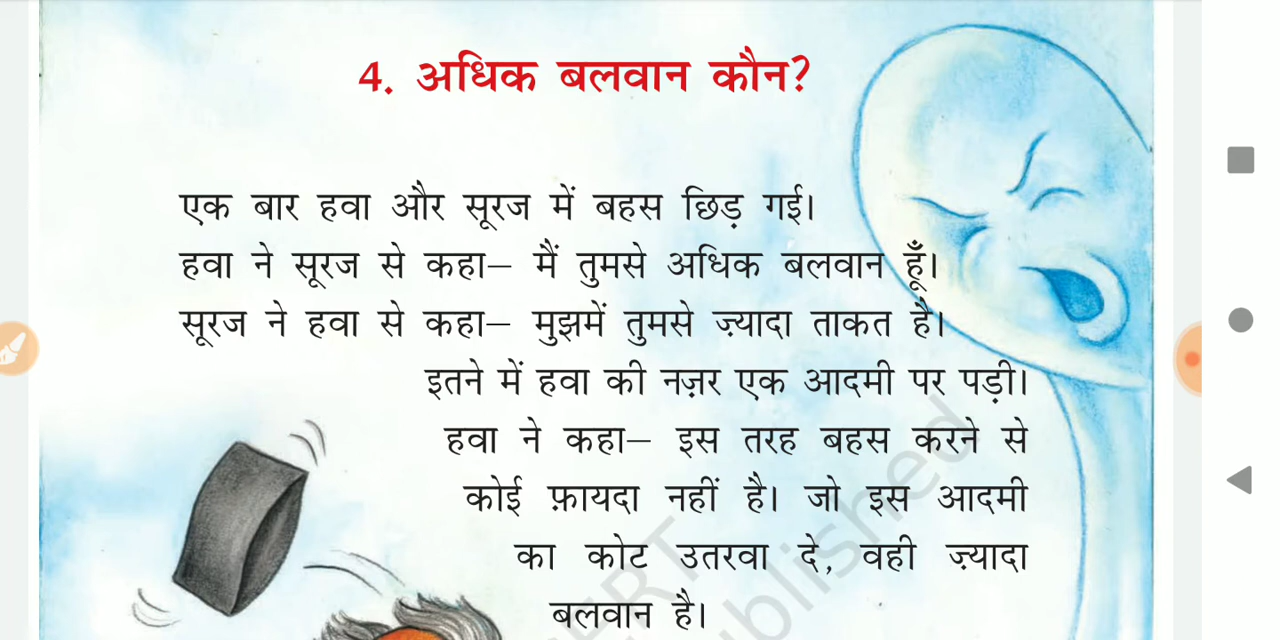 4. अधिक बलवान कौन?
एक बार हवा और सूरज में बहस छिड़ गई।
हवा ने सूरज से कहा– मैं तुमसे अधिक बलवान हूँ।
सूरज ने हवा से कहा– मुझमें तुमसे ज़्यादा ताकत है।
इतने में हवा की नज़र एक आदमी पर पड़ी।
हवा ने कहा– इस तरह बहस करने से
कोई फ़ायदा नहीं है। जो इस आदमी
का कोट उतरवा दे, वही ज़्यादा
बलवान है।